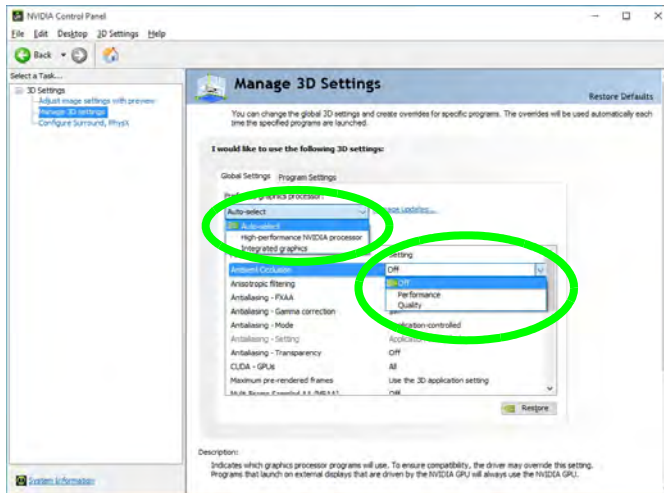 NVIDIA Control Panel
File Edit Desktop 3D Settings Help
Back
Select a Task...
3D Settings
Adjust image settings with preview
Manage 3D settings
Configure Surround, PhysX
System Information
Manage 3D Settings
Restore Defaults
You can change the global 3D settings and create overrides for specific programs. The overrides will be used automatically each
time the specified programs are launched.
I would like to use the following 3D settings:
Global Settings Program Settings
graphics processor:
Auto-select
Auto-select
High-performance NVIDIA processor
Integrated graphics
Setting
Ambient Occlusion Off
Off
Performance
Quality
Anisotropic filtering
Antialiasing - FXAA
Antialiasing - Gamma correction
Antialiasing - Mode Application-controlled
Antialiasing - Setting
Antialiasing - Transparency Off
CUDA - GPUs All
Maximum pre-rendered frames Use the 3D application setting
Restore
Description:
Indicates which graphics processor programs will use. To ensure compatibility, the driver may override this setting.
Programs that launch on external displays that are driven by the NVIDIA GPU will always use the NVIDIA GPU.